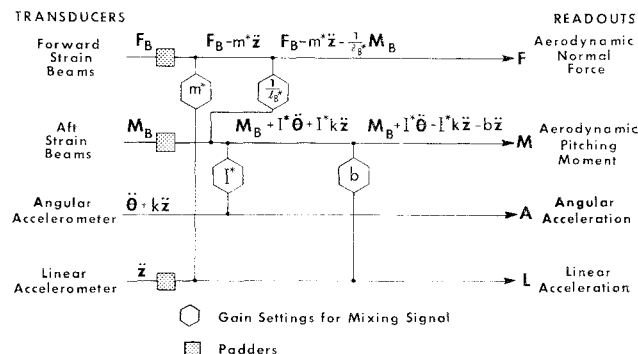 TRANSDUCERS
READOUTS
Forward
Strain
Beams
F_B
F_B-m*z̈
F_B-m*z̈-1/ℓ_B* M_B
F
Aerodynamic
Normal
Force
m*
1/ℓ_B*
Aft
Strain
Beams
M_B
M_B+I*θ̈+I*kz̈
M_B+I*θ̈-I*kz̈-bz̈
M
Aerodynamic
Pitching
Moment
I*
b
Angular
Accelerometer
θ̈+kz̈
A
Angular
Acceleration
Linear
Accelerometer
z̈
L
Linear
Acceleration
Gain Settings for Mixing Signal
Padders